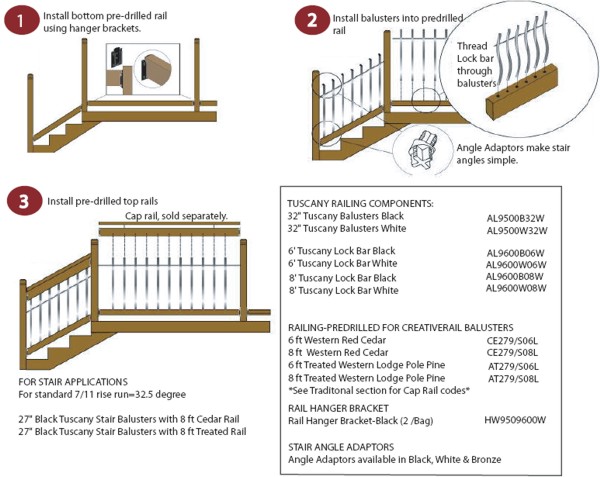 1
Install bottom pre-drilled rail
using hanger brackets.
2
Install balusters into predrilled
rail
Thread
Lock bar
through
balusters
Angle Adaptors make stair
angles simple.
3
Install pre-drilled top rails
Cap rail, sold separately.
FOR STAIR APPLICATIONS
For standard 7/11 rise run=32.5 degree
27" Black Tuscany Stair Balusters with 8 ft Cedar Rail
27" Black Tuscany Stair Balusters with 8 ft Treated Rail
TUSCANY RAILING COMPONENTS:
32" Tuscany Balusters Black AL9500B32W
32" Tuscany Balusters White AL9500W32W
6' Tuscany Lock Bar Black AL9600B06W
6' Tuscany Lock Bar White AL9600W06W
8' Tuscany Lock Bar Black AL9600B08W
8' Tuscany Lock Bar White AL9600W08W
RAILING-PREDRILLED FOR CREATIVERAIL BALUSTERS
6 ft Western Red Cedar CE279/S06L
8 ft Western Red Cedar CE279/S08L
6 ft Treated Western Lodge Pole Pine AT279/S06L
8 ft Treated Western Lodge Pole Pine AT279/S08L
*See Traditonal section for Cap Rail codes*
RAIL HANGER BRACKET
Rail Hanger Bracket-Black (2 /Bag) HW9509600W
STAIR ANGLE ADAPTORS
Angle Adaptors available in Black, White & Bronze